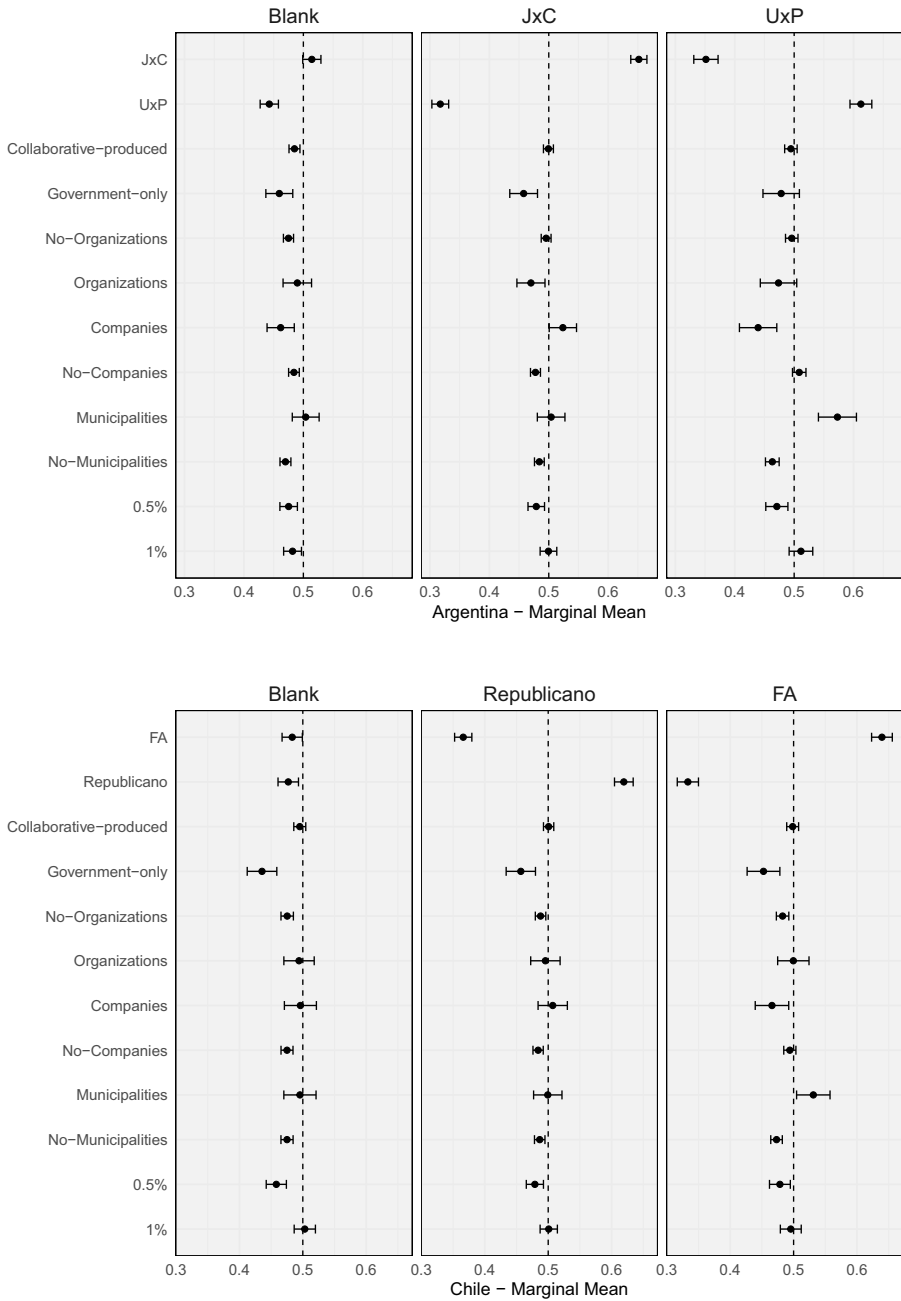 Blank JxC UxP
JxC
UxP
Collaborative−produced
Government−only
No−Organizations
Organizations
Companies
No−Companies
Municipalities
No−Municipalities
0.5%
1%
0.3 0.4 0.5 0.6 0.3 0.4 0.5 0.6 0.3 0.4 0.5 0.6
Argentina − Marginal Mean
Blank Republicano FA
FA
Republicano
Collaborative−produced
Government−only
No−Organizations
Organizations
Companies
No−Companies
Municipalities
No−Municipalities
0.5%
1%
0.3 0.4 0.5 0.6 0.3 0.4 0.5 0.6 0.3 0.4 0.5 0.6
Chile − Marginal Mean